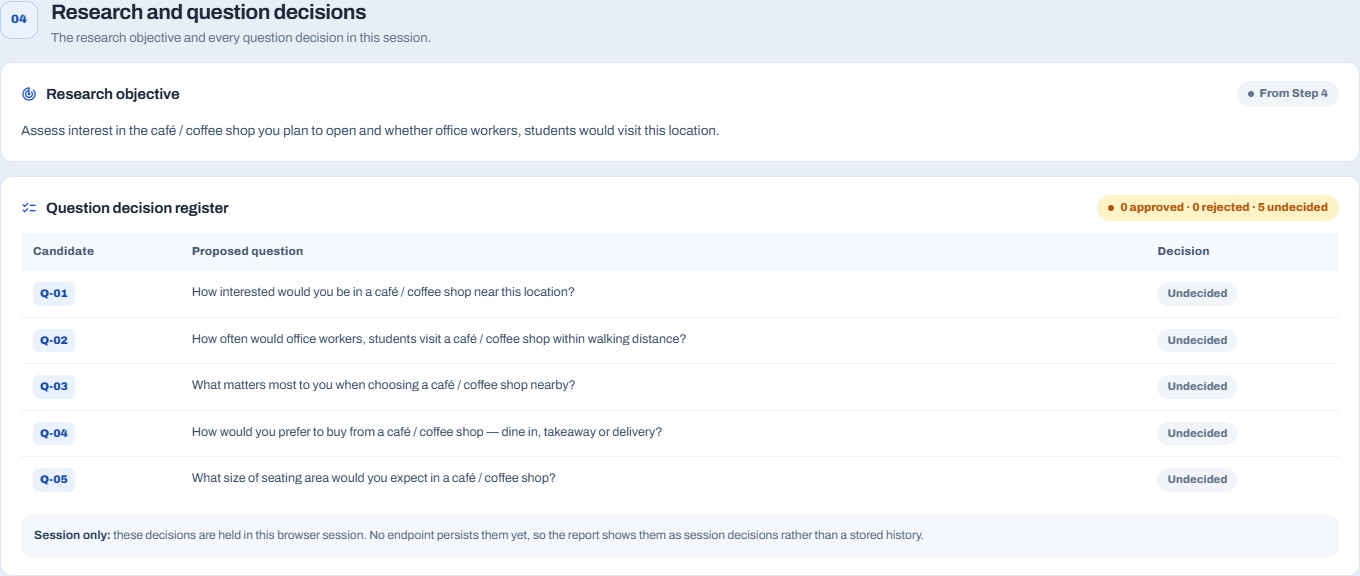 04
Research and question decisions
The research objective and every question decision in this session.
Research objective
From Step 4
Assess interest in the café / coffee shop you plan to open and whether office workers, students would visit this location.
Question decision register
0 approved · 0 rejected · 5 undecided
Candidate Proposed question Decision
Q-01 How interested would you be in a café / coffee shop near this location? Undecided
Q-02 How often would office workers, students visit a café / coffee shop within walking distance? Undecided
Q-03 What matters most to you when choosing a café / coffee shop nearby? Undecided
Q-04 How would you prefer to buy from a café / coffee shop — dine in, takeaway or delivery? Undecided
Q-05 What size of seating area would you expect in a café / coffee shop? Undecided
Session only: these decisions are held in this browser session. No endpoint persists them yet, so the report shows them as session decisions rather than a stored history.